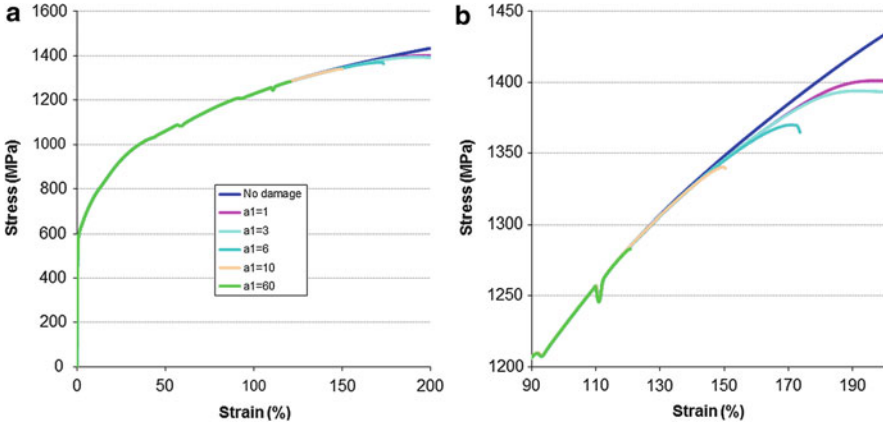 a
1600
1400
1200
1000
800
600
400
200
0
Stress (MPa)
No damage
a1=1
a1=3
a1=6
a1=10
a1=60
0 50 100 150 200
Strain (%)
b
1450
1400
1350
1300
1250
1200
Stress (MPa)
90 110 130 150 170 190
Strain (%)